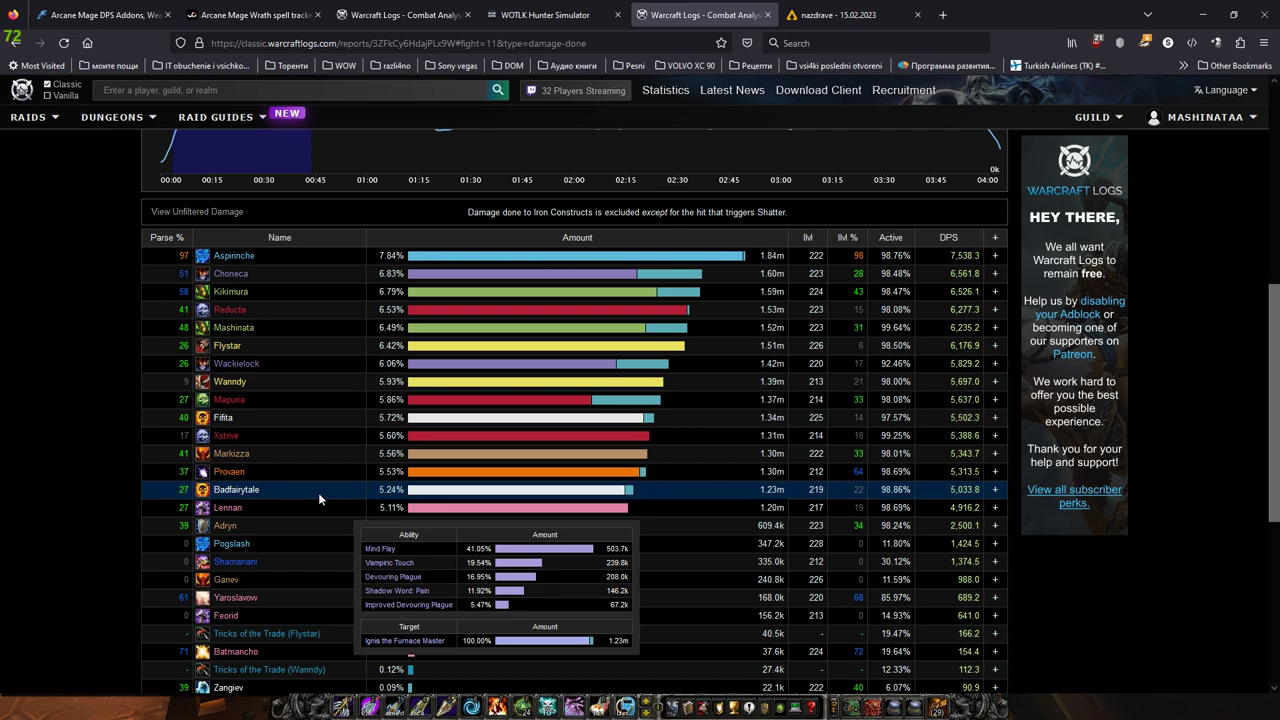 Arcane Mage DPS Addons, Wea
Arcane Mage Wrath spell tracke
Warcraft Logs - Combat Analys
WOTLK Hunter Simulator
Warcraft Logs - Combat Analys
nazdrave - 15.02.2023
72
https://classic.warcraftlogs.com/reports/3ZFkCy6HdajPLx9W#fight=11&type=damage-done
Search
21
6
Most Visited
моите пощи
IT obuchenie i vsichko...
Торенти
WOW
razli4no
Sony vegas
DOM
Аудио книги
Pesni
VOLVO XC 90
Рецепти
vsi4ki posledni otvoreni
Програма развития...
Turkish Airlines (TK) #...
Other Bookmarks
Classic
Vanilla
Enter a player, guild, or realm
32 Players Streaming
Statistics
Latest News
Download Client
Recruitment
Language
RAIDS
DUNGEONS
RAID GUIDES
NEW
GUILD
MASHINATAA
0k
00:00 00:15 00:30 00:45 01:00 01:15 01:30 01:45 02:00 02:15 02:30 02:45 03:00 03:15 03:30 03:45 04:00
View Unfiltered Damage
Damage done to Iron Constructs is excluded except for the hit that triggers Shatter.
Parse % Name Amount Ilvl Ilvl % Active DPS +
97 Aspirinche 7.84% 1.84m 222 98 98.76% 7,538.3 +
51 Choneca 6.83% 1.60m 223 28 98.48% 6,561.8 +
58 Kikimura 6.79% 1.59m 224 43 98.47% 6,526.1 +
41 Reducte 6.53% 1.53m 223 15 98.08% 6,277.3 +
48 Mashinata 6.49% 1.52m 223 31 99.64% 6,235.2 +
26 Flystar 6.42% 1.51m 226 6 98.50% 6,176.9 +
26 Wackielock 6.06% 1.42m 220 17 92.46% 5,829.2 +
9 Wanndy 5.93% 1.39m 213 21 98.00% 5,697.0 +
27 Mapuna 5.86% 1.37m 214 33 98.08% 5,637.0 +
40 Fifita 5.72% 1.34m 225 14 97.57% 5,502.3 +
17 Xstrive 5.60% 1.31m 214 18 99.25% 5,388.6 +
41 Markizza 5.56% 1.30m 222 33 98.01% 5,343.7 +
37 Provaen 5.53% 1.30m 212 64 98.69% 5,313.5 +
27 Badfairytale 5.24% 1.23m 219 22 98.86% 5,033.8 +
27 Lennan 5.11% 1.20m 217 19 98.69% 4,916.2 +
39 Adryn 609.4k 223 34 98.24% 2,500.1 +
0 Pogslash 347.2k 228 0 11.80% 1,424.5 +
0 Shamanani 335.0k 212 0 30.12% 1,374.5 +
0 Ganev 240.8k 226 0 11.59% 988.0 +
61 Yaroslavow 168.0k 220 68 85.97% 689.2 +
0 Feorid 156.2k 213 0 14.93% 641.0 +
- Tricks of the Trade (Flystar) 40.5k - - 19.47% 166.2 +
71 Batmancho 37.6k 224 72 19.64% 154.4 +
- Tricks of the Trade (Wanndy) 0.12% 27.4k - - 12.33% 112.3 +
39 Zangiev 0.09% 22.1k 222 40 6.07% 90.9 +
Ability Amount
Mind Flay 41.05% 503.7k
Vampiric Touch 19.54% 239.8k
Devouring Plague 16.95% 208.0k
Shadow Word: Pain 11.92% 146.2k
Improved Devouring Plague 5.47% 67.2k
Target Amount
Ignis the Furnace Master 100.00% 1.23m
WARCRAFT LOGS
HEY THERE,
We all want
Warcraft Logs to
remain free.
Help us by disabling
your Adblock or
becoming one of
our supporters on
Patreon.
We work hard to
offer you the best
possible
experience.
Thank you for your
help and support!
View all supporter
perks.